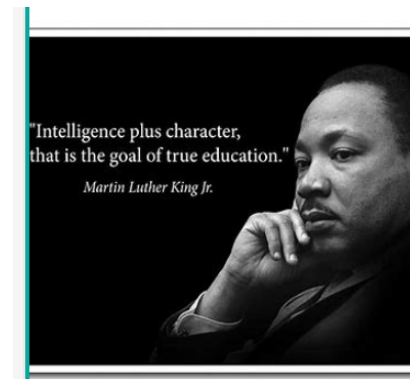 "Intelligence plus character,
that is the goal of true education."
Martin Luther King Jr.